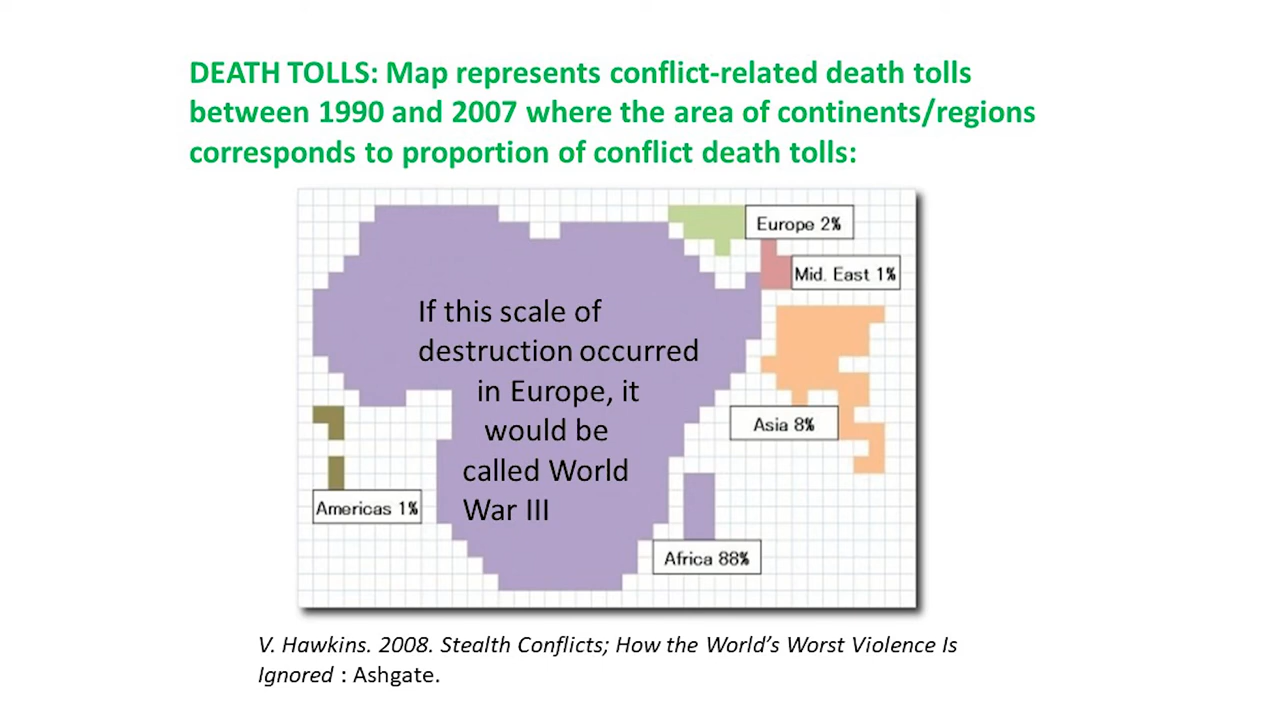 DEATH TOLLS: Map represents conflict-related death tolls
between 1990 and 2007 where the area of continents/regions
corresponds to proportion of conflict death tolls:
Europe 2%
Mid. East 1%
If this scale of
destruction occurred
in Europe, it
would be
called World
War III
Asia 8%
Americas 1%
Africa 88%
V. Hawkins. 2008. Stealth Conflicts; How the World’s Worst Violence Is
Ignored : Ashgate.